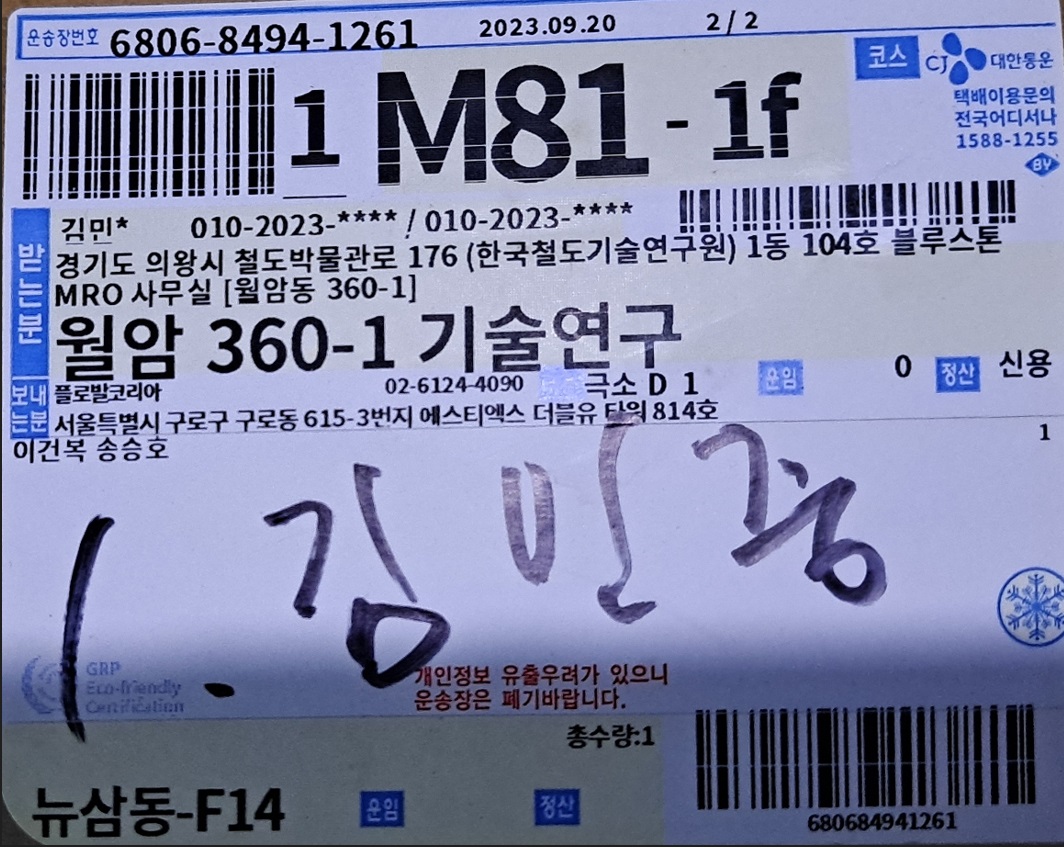 운송장번호 6806-8494-1261 2023.09.20 2/2
1 M81 - 1f
코스 CJ 대한통운
택배이용문의
전국어디서나
1588-1255
BY
받는분
김민* 010-2023-**** / 010-2023-****
경기도 의왕시 철도박물관로 176 (한국철도기술연구원) 1동 104호 블루스톤
MRO 사무실 [월암동 360-1]
월암 360-1 기술연구
보내는분
플로발코리아 02-6124-4090 극소 D 1 운임 0 정산 신용
서울특별시 구로구 구로동 615-3번지 에스티엑스 더블유 타워 814호
이건복 송승호 1
1. 김민중
GRP
Eco-friendly
Certification
개인정보 유출우려가 있으니
운송장은 폐기바랍니다.
총수량:1
뉴삼동-F14 운임 정산
680684941261